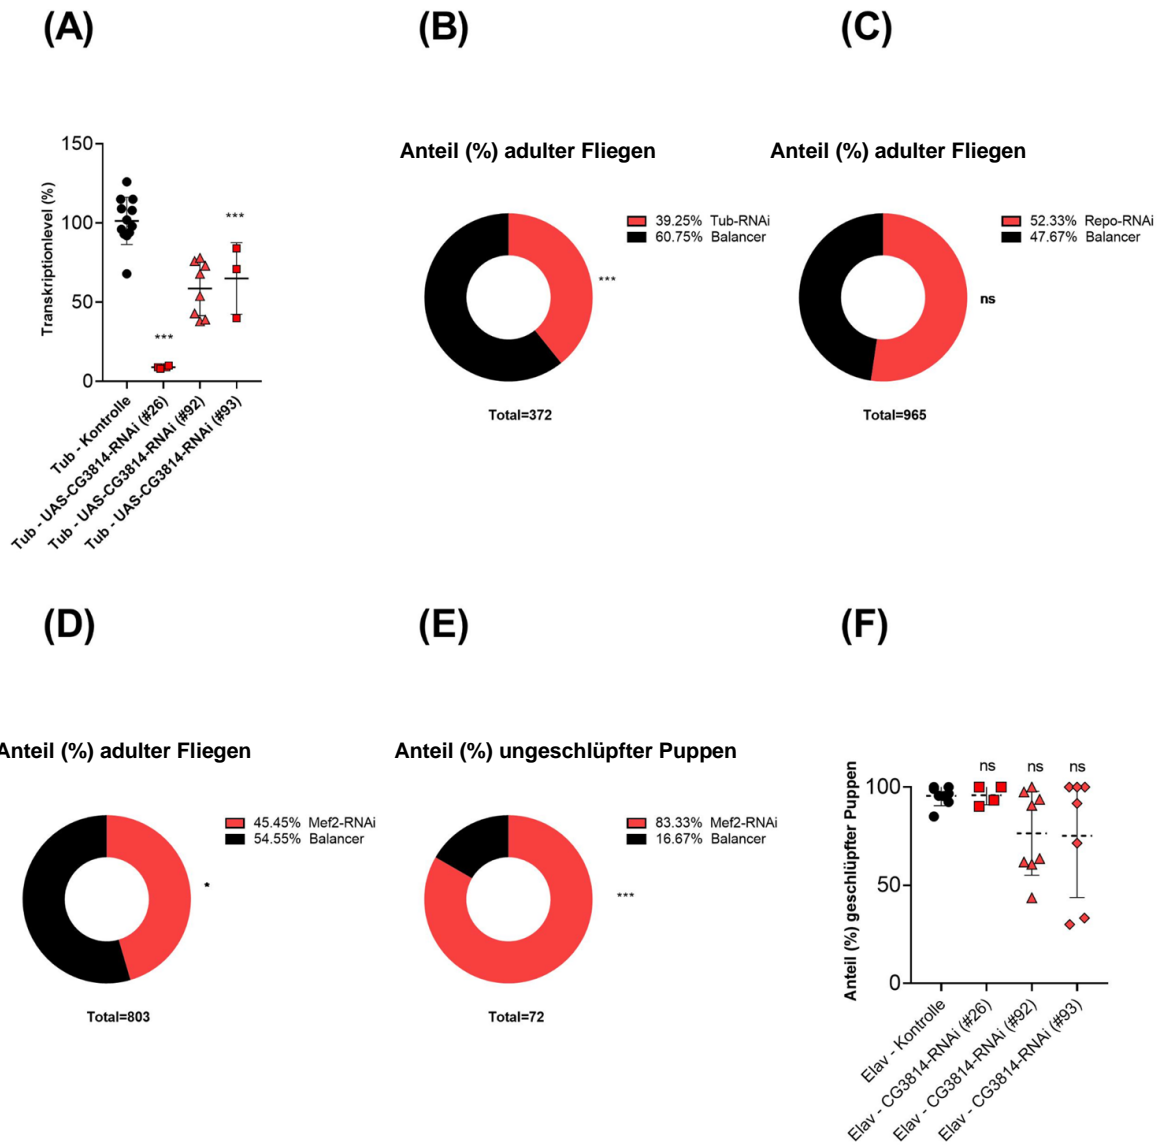 (A)
(B)
(C)
Transkriptionlevel (%)
150
100
50
0
***
***
Tub - Kontrolle
Tub - UAS-CG3814-RNAi (#26)
Tub - UAS-CG3814-RNAi (#92)
Tub - UAS-CG3814-RNAi (#93)
Anteil (%) adulter Fliegen
39.25% Tub-RNAi
60.75% Balancer
***
Total=372
Anteil (%) adulter Fliegen
52.33% Repo-RNAi
47.67% Balancer
ns
Total=965
(D)
(E)
(F)
Anteil (%) adulter Fliegen
45.45% Mef2-RNAi
54.55% Balancer
*
Total=803
Anteil (%) ungeschlüpfter Puppen
83.33% Mef2-RNAi
16.67% Balancer
***
Total=72
Anteil (%) geschlüpfter Puppen
100
50
0
ns
ns
ns
Elav - Kontrolle
Elav - CG3814-RNAi (#26)
Elav - CG3814-RNAi (#92)
Elav - CG3814-RNAi (#93)